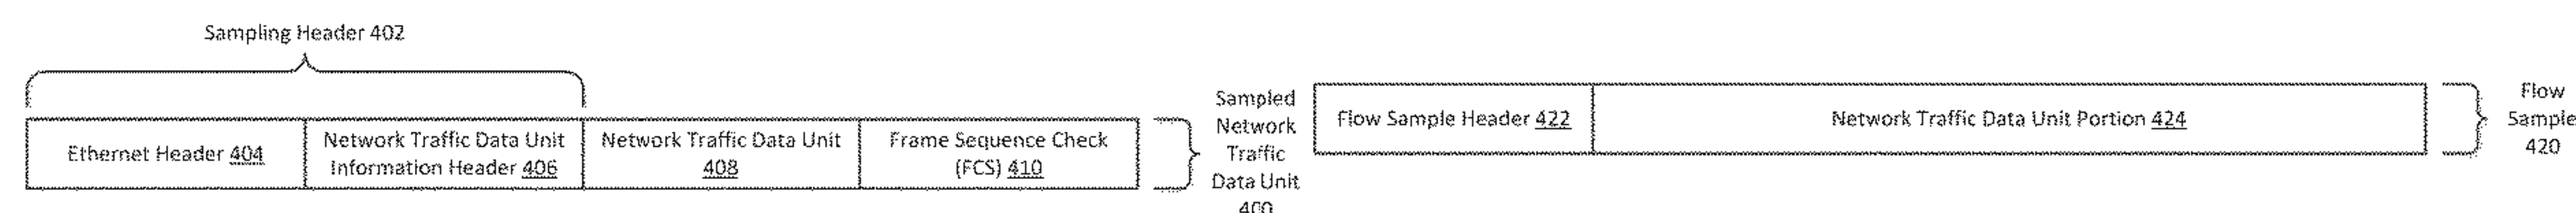 Sampling Header 402
Ethernet Header 404
Network Traffic Data Unit
Information Header 406
Network Traffic Data Unit
408
Frame Sequence Check
(FCS) 410
Sampled
Network
Traffic
Data Unit
400
Flow Sample Header 422
Network Traffic Data Unit Portion 424
Flow
Sample
420